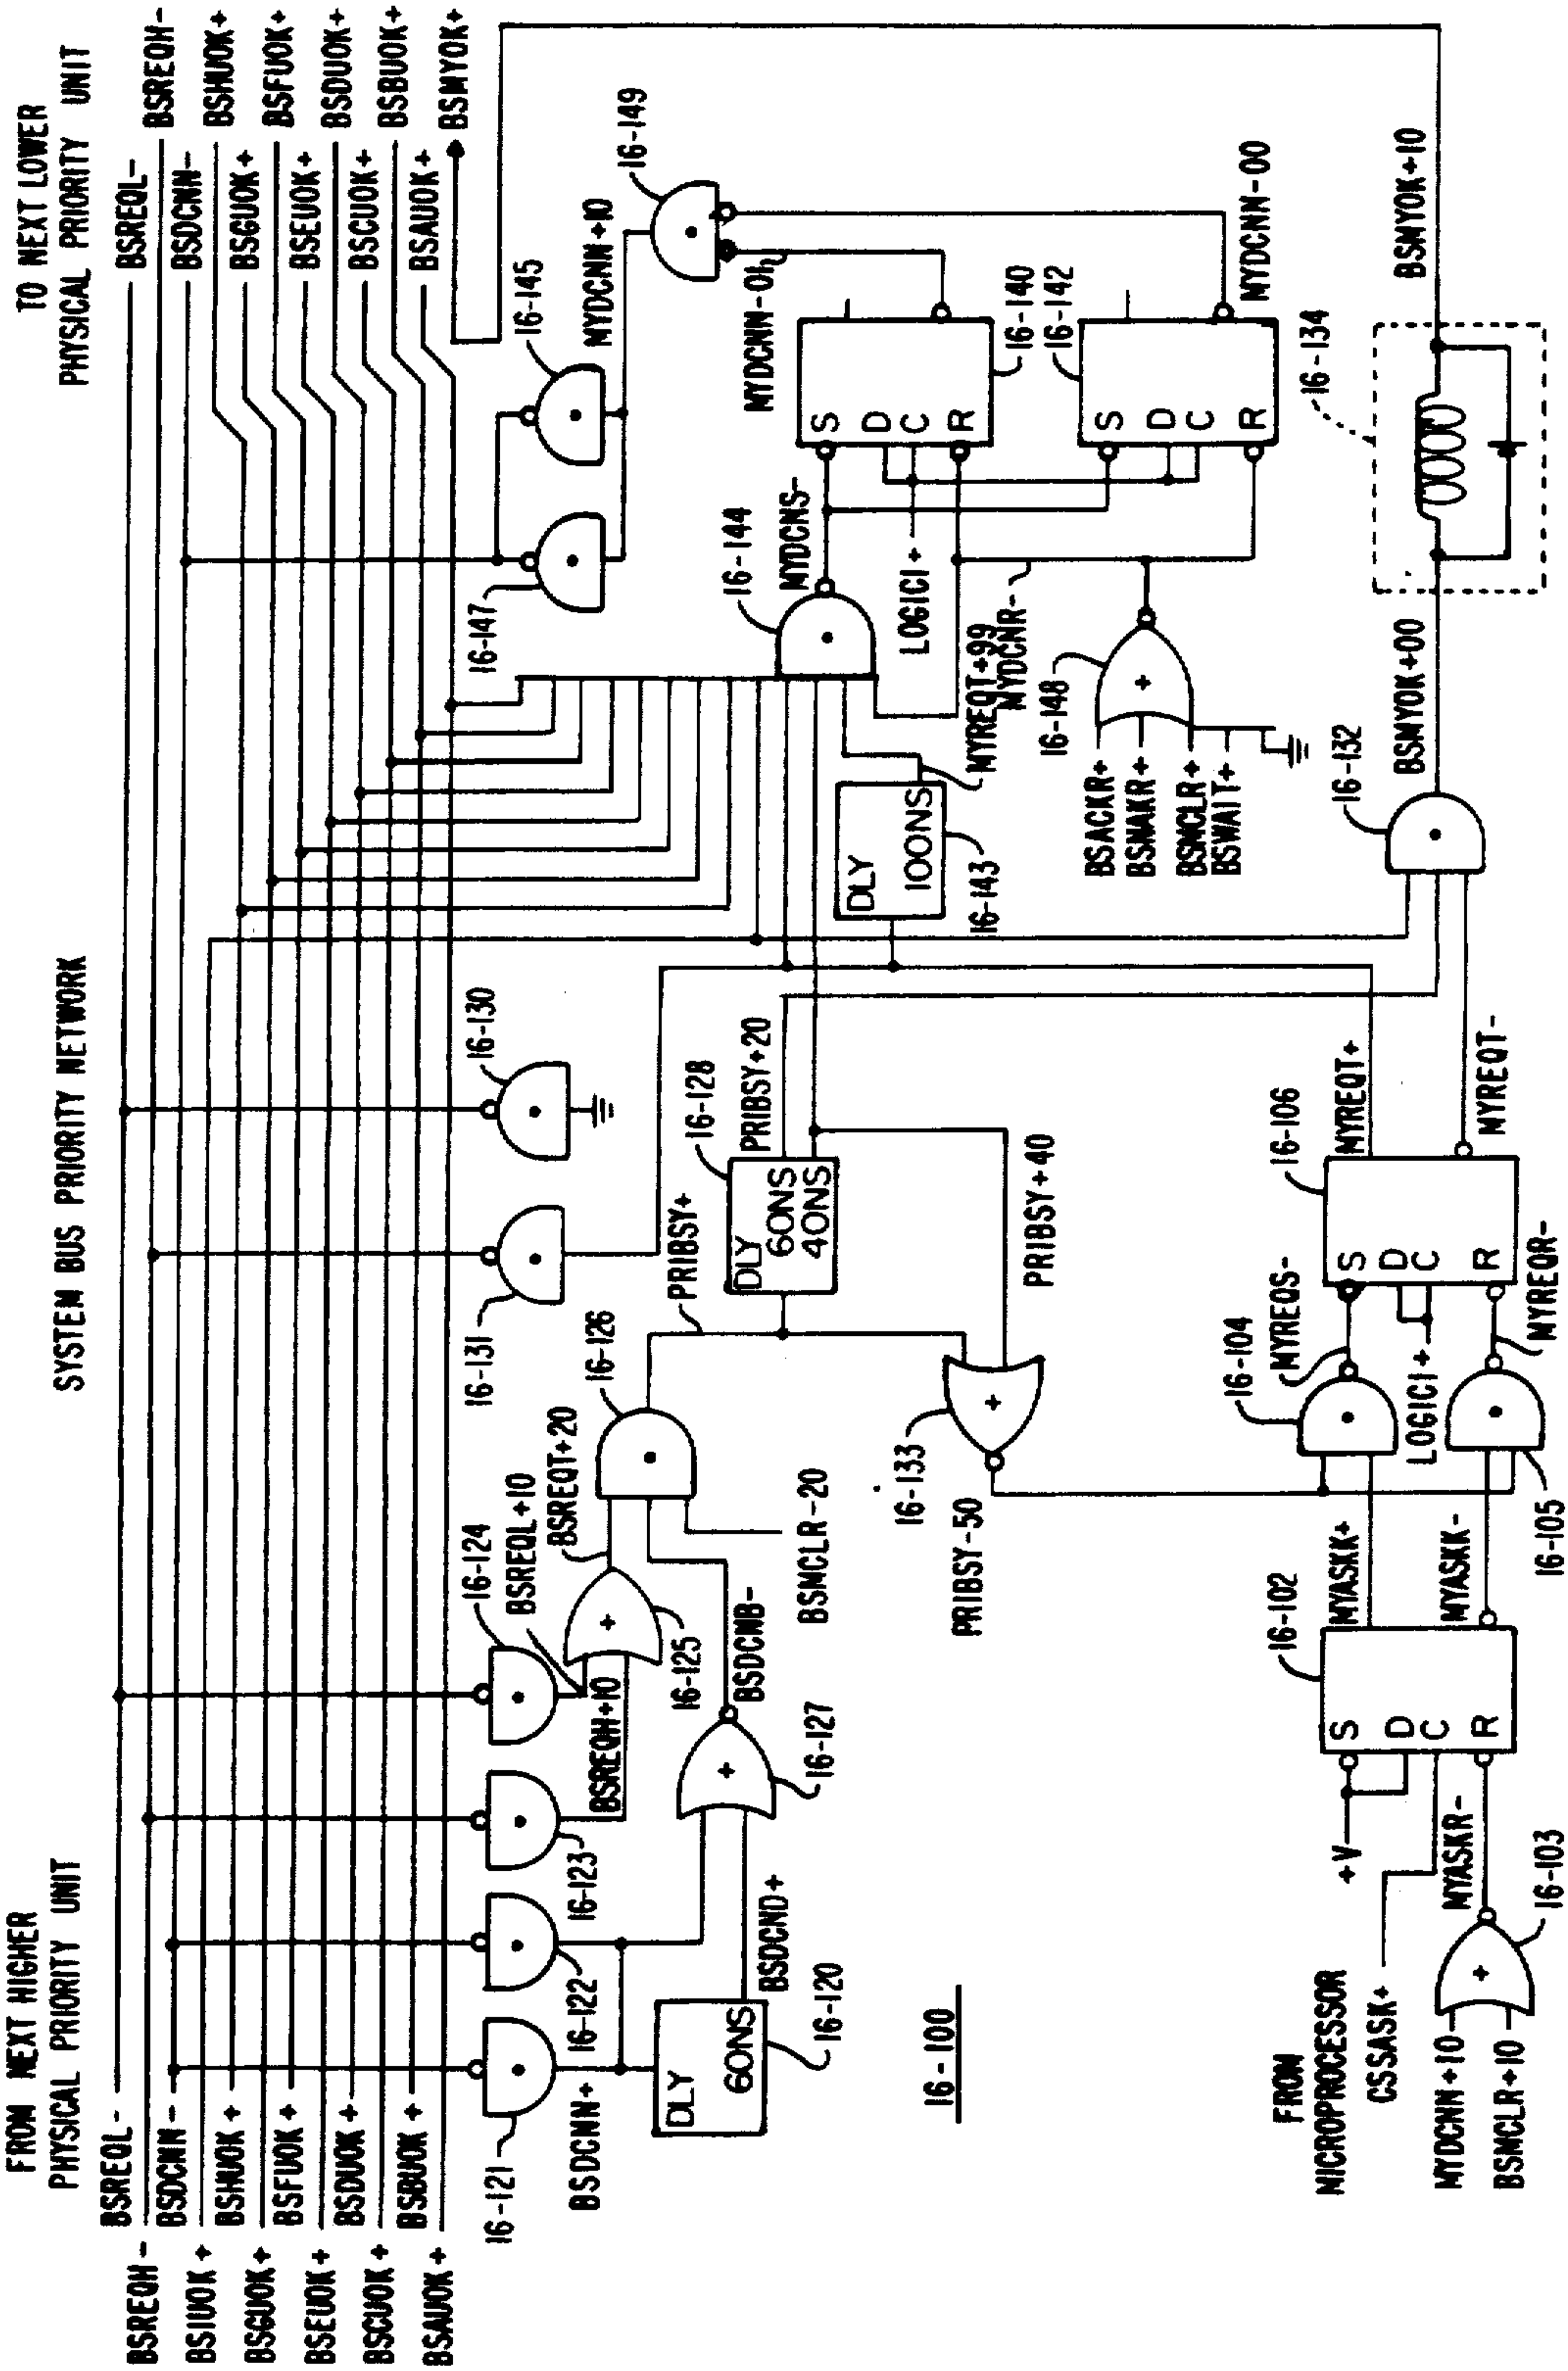 FROM NEXT HIGHER
PHYSICAL PRIORITY UNIT
SYSTEM BUS PRIORITY NETWORK
TO NEXT LOWER
PHYSICAL PRIORITY UNIT
BSREQL-
BSREQH-
BSDCNN-
BSIUOK+
BSHUOK+
BSGUOK+
BSFUOK+
BSEUOK+
BSDUOK+
BSCUOK+
BSBUOK+
BSAUOK+
BSREQL-
BSREQH-
BSDCNN-
BSHUOK+
BSGUOK+
BSFUOK+
BSEUOK+
BSDUOK+
BSCUOK+
BSBUOK+
BSAUOK+
BSMYOK+
16-121
16-122
16-123
16-124
16-131
16-130
16-147
16-145
BSDCNN+
BSREQH+10
BSREQL+10
BSREQT+20
16-125
16-126
MYDCNN+10
16-149
DLY
60NS
16-120
BSDCND+
16-127
BSDCNB-
BSMCLR-20
PRIBSY+
DLY
60NS
40NS
16-128
PRIBSY+20
PRIBSY+40
16-133
PRIBSY-50
DLY
100NS
16-143
MYREQT+99
16-144
MYDCNS-
LOGIC1+
MYDCNR-
S
D
C
R
MYDCNN-01
16-140
S
D
C
R
16-142
MYDCNN-00
BSACKR+
BSNAKR+
BSMCLR+
BSWAIT+
16-148
16-100
FROM
MICROPROCESSOR
CSSASK+
MYDCNN+10
BSMCLR+10
16-103
MYASKR-
+V
S
D
C
R
16-102
MYASKK+
MYASKK-
16-104
16-105
MYREQS-
LOGIC1+
MYREQR-
S
D
C
R
16-106
MYREQT+
MYREQT-
16-132
BSMYOK+00
16-134
BSMYOK+10